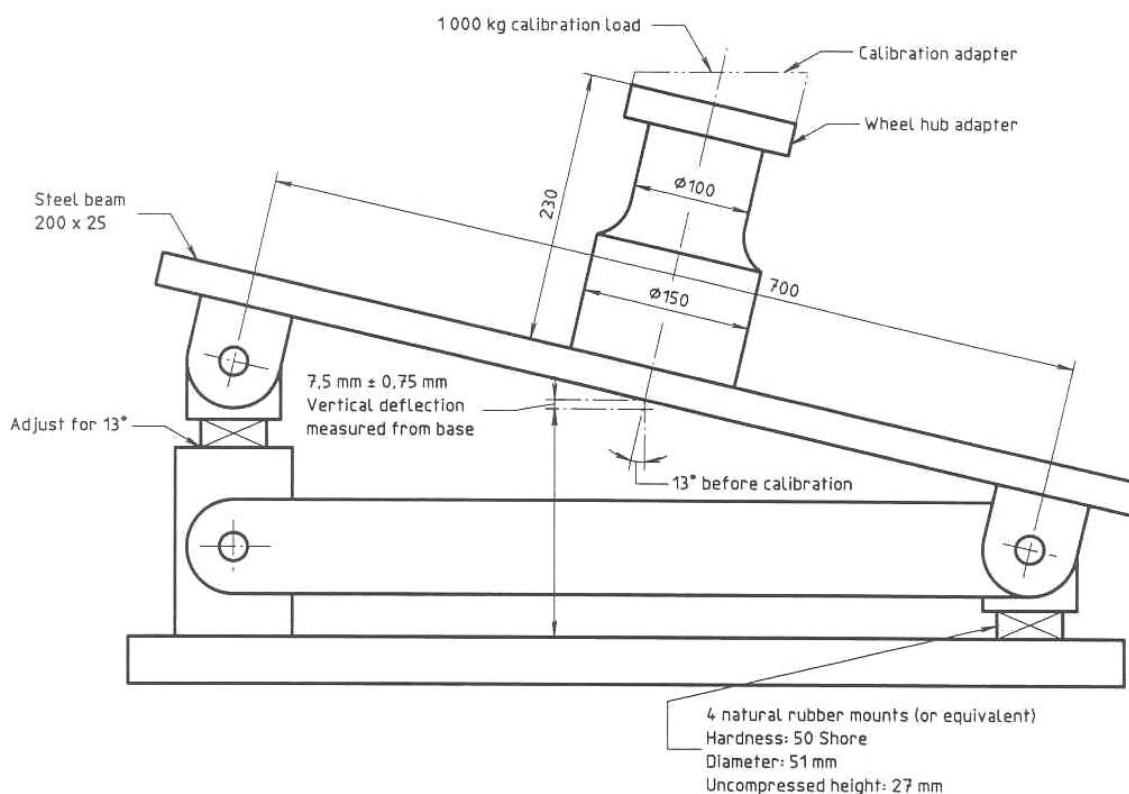 1 000 kg calibration load
Calibration adapter
Wheel hub adapter
Steel beam
200 x 25
230
Ø100
700
Ø150
7,5 mm ± 0,75 mm
Vertical deflection
measured from base
Adjust for 13°
13° before calibration
4 natural rubber mounts (or equivalent)
Hardness: 50 Shore
Diameter: 51 mm
Uncompressed height: 27 mm